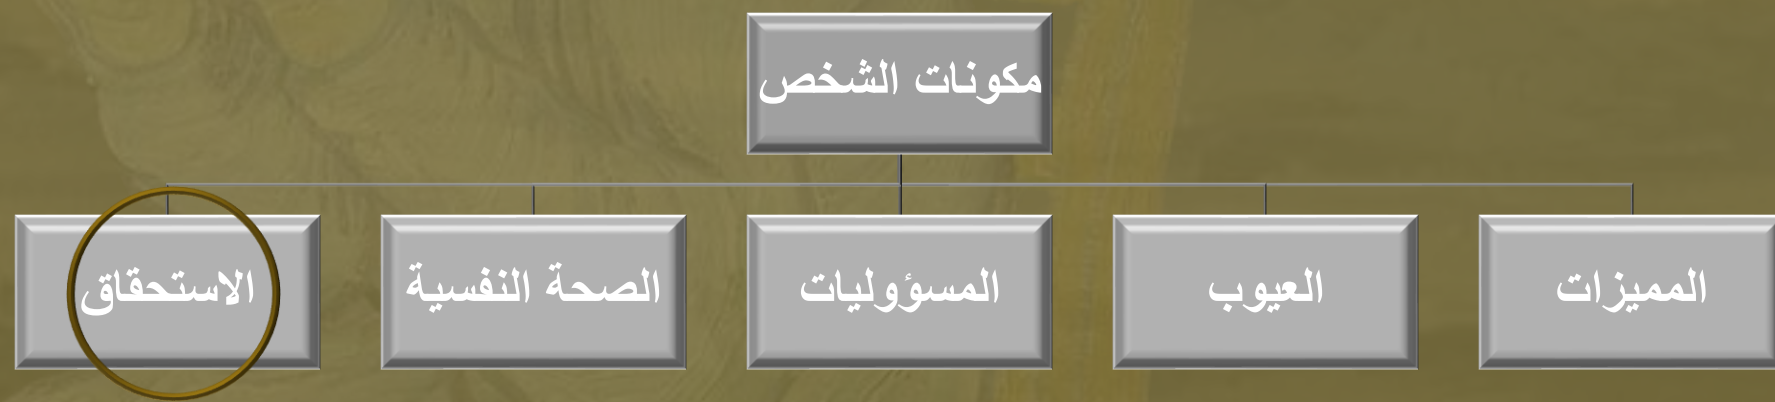 مكونات الشخص
المميزات
العيوب
المسؤوليات
الصحة النفسية
الاستحقاق